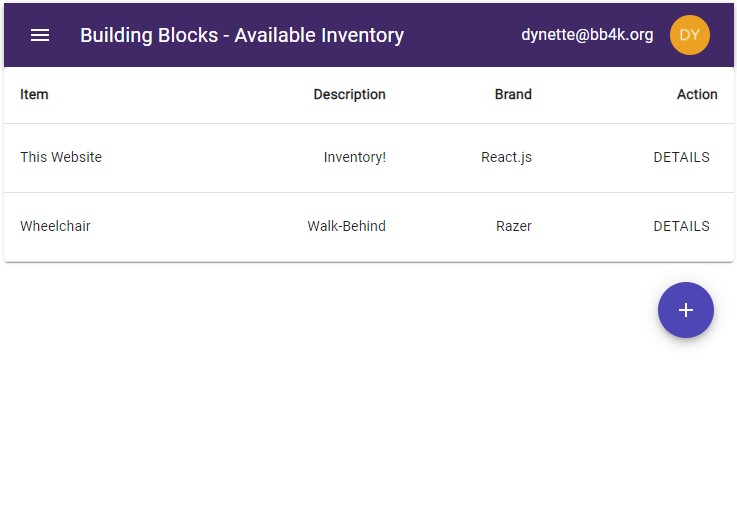 Building Blocks - Available Inventory dynette@bb4k.org DY
Item Description Brand Action
This Website Inventory! React.js DETAILS
Wheelchair Walk-Behind Razer DETAILS
+